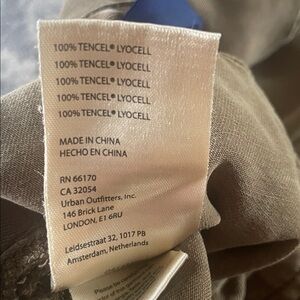 100% TENCEL® LYOCELL
100% TENCEL® LYOCELL
100% TENCEL® LYOCELL
100% TENCEL® LYOCELL
100% TENCEL® LYOCELL
MADE IN CHINA
HECHO EN CHINA
RN 66170
CA 32054
Urban Outfitters, Inc.
146 Brick Lane
LONDON, E1 6RU
Leidsestraat 32, 1017 PB
Amsterdam, Netherlands
Please be